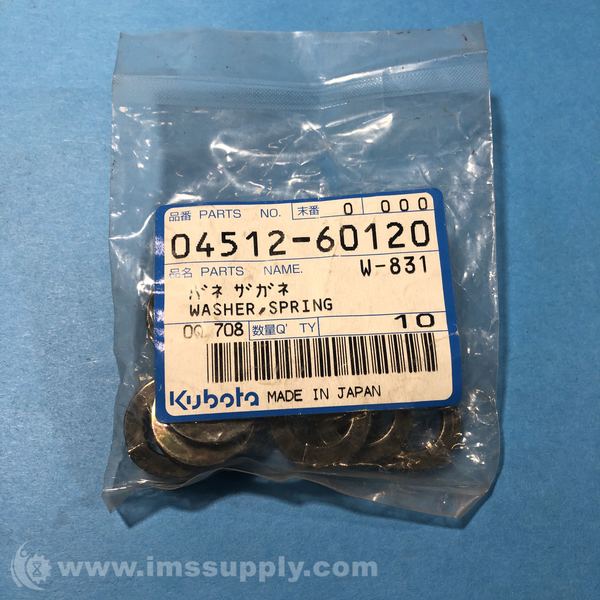 品番 PARTS NO. 末番 0 000
04512-60120
品名 PARTS NAME. W-831
バネ ザガネ
WASHER,SPRING
0Q 708 数量Q'TY 10
Kubota MADE IN JAPAN
© www.imssupply.com